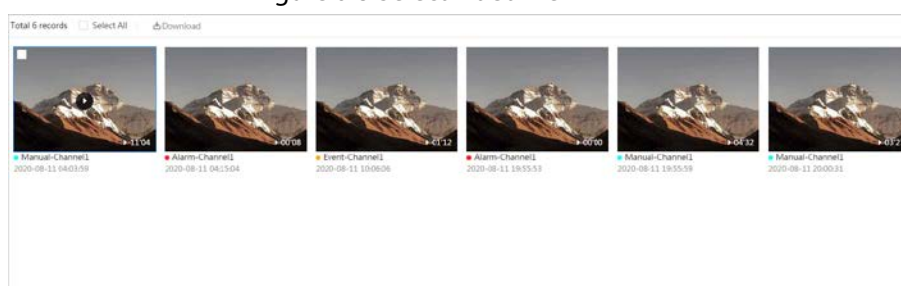 Total 6 records Select All Download
11:04 00:08 01:12 00:00 04:32
Manual-Channel1 Alarm-Channel1 Event-Channel1 Alarm-Channel1 Manual-Channel1 Manual-Channel1
2020-08-11 04:03:59 2020-08-11 04:15:04 2020-08-11 10:06:06 2020-08-11 19:55:53 2020-08-11 19:55:59 2020-08-11 20:00:31